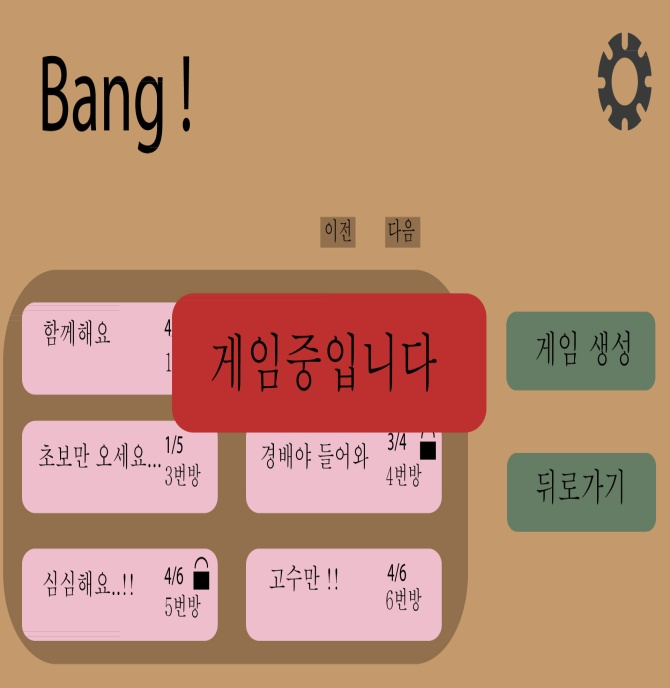 Bang !
이전 다음
함께해요 4
1
게임중입니다
게임 생성
초보만 오세요... 1/5
3번방
경배야 들어와 3/4
4번방
뒤로가기
심심해요..!! 4/6
5번방
고수만 !! 4/6
6번방